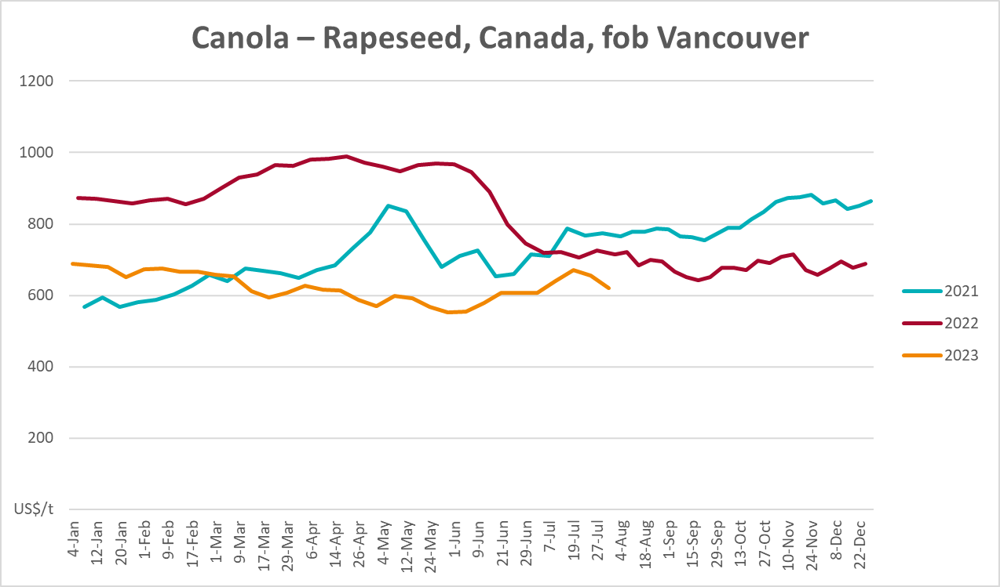 Canola – Rapeseed, Canada, fob Vancouver
1200
1000
800
600
400
200
US$/t
4-Jan
12-Jan
20-Jan
1-Feb
9-Feb
17-Feb
1-Mar
9-Mar
17-Mar
29-Mar
6-Apr
14-Apr
26-Apr
4-May
12-May
24-May
1-Jun
9-Jun
21-Jun
29-Jun
7-Jul
19-Jul
27-Jul
4-Aug
18-Aug
1-Sep
15-Sep
29-Sep
13-Oct
27-Oct
10-Nov
24-Nov
8-Dec
22-Dec
2021
2022
2023